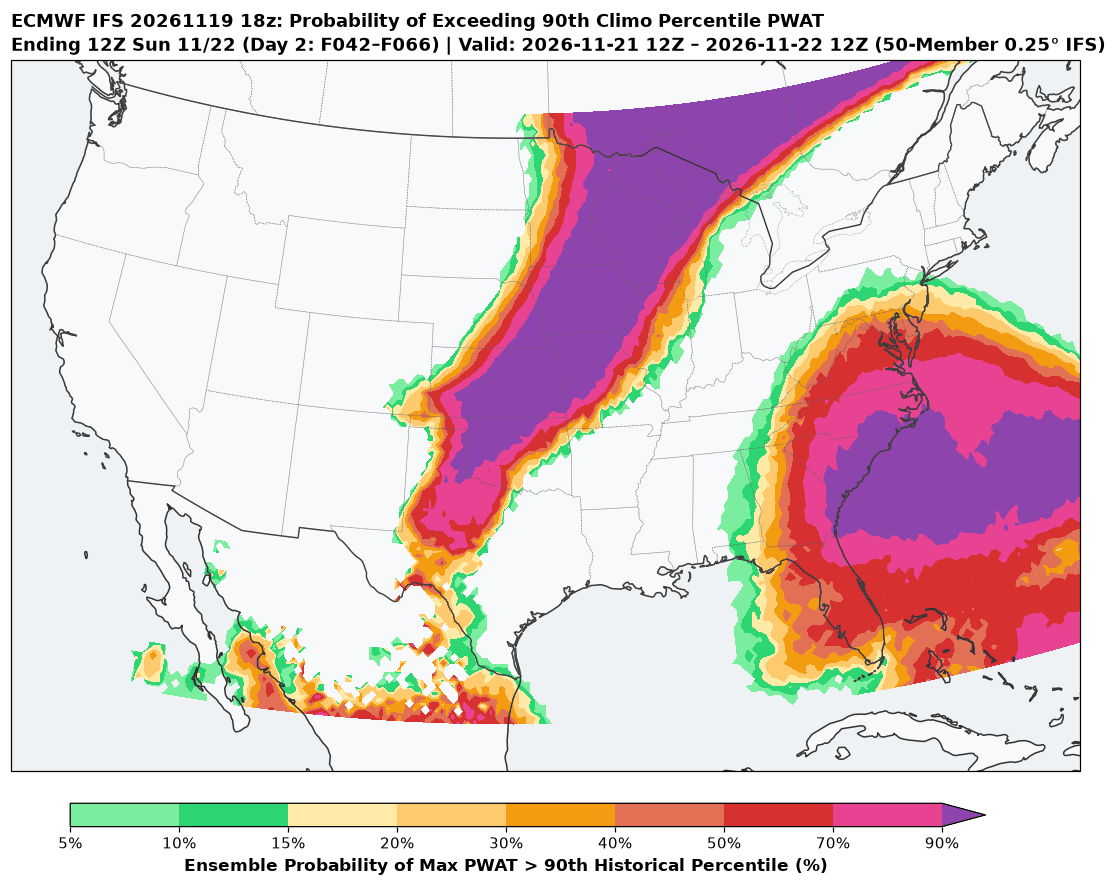 ECMWF IFS 20261119 18z: Probability of Exceeding 90th Climo Percentile PWAT
Ending 12Z Sun 11/22 (Day 2: F042–F066) | Valid: 2026-11-21 12Z – 2026-11-22 12Z (50-Member 0.25° IFS)
5% 10% 15% 20% 30% 40% 50% 70% 90%
Ensemble Probability of Max PWAT > 90th Historical Percentile (%)